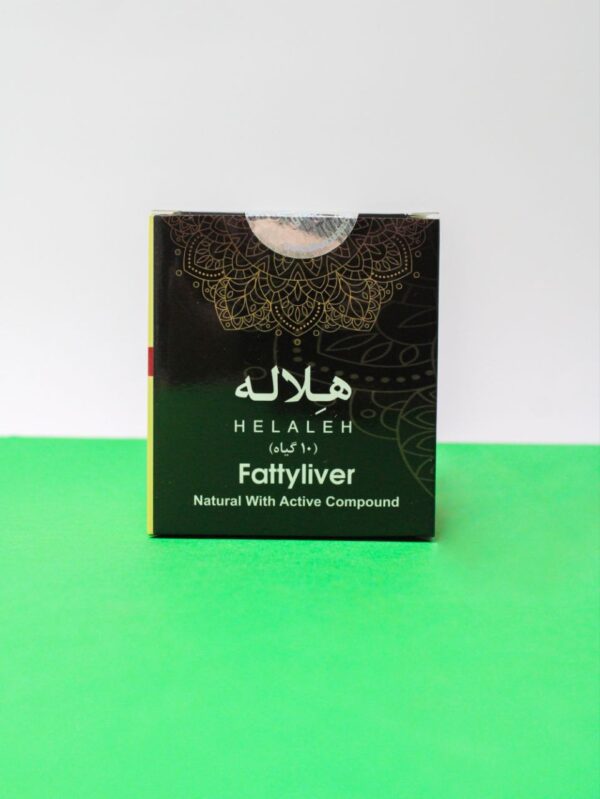 هِلاله
HELALEH
(۱۰ گیاه)
Fattyliver
Natural With Active Compound